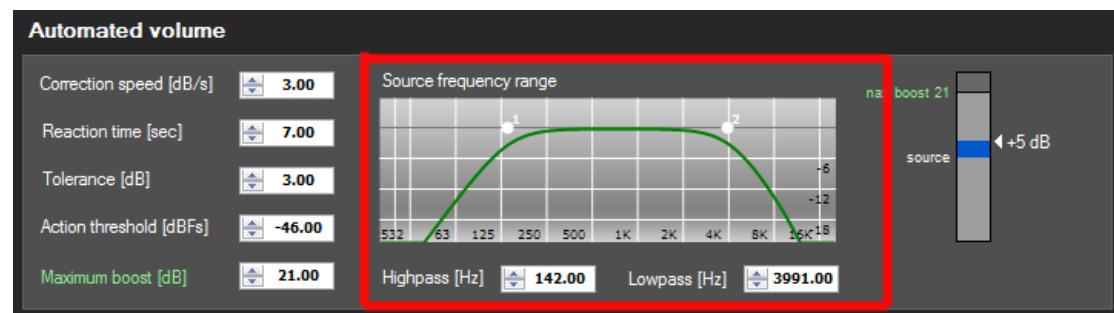 Automated volume
Correction speed [dB/s] 3.00
Reaction time [sec] 7.00
Tolerance [dB] 3.00
Action threshold [dBFs] -46.00
Maximum boost [dB] 21.00
Source frequency range
1 2
-6
-12
-18
532 63 125 250 500 1K 2K 4K 8K 16K
Highpass [Hz] 142.00 Lowpass [Hz] 3991.00
boost 21
source
+5 dB